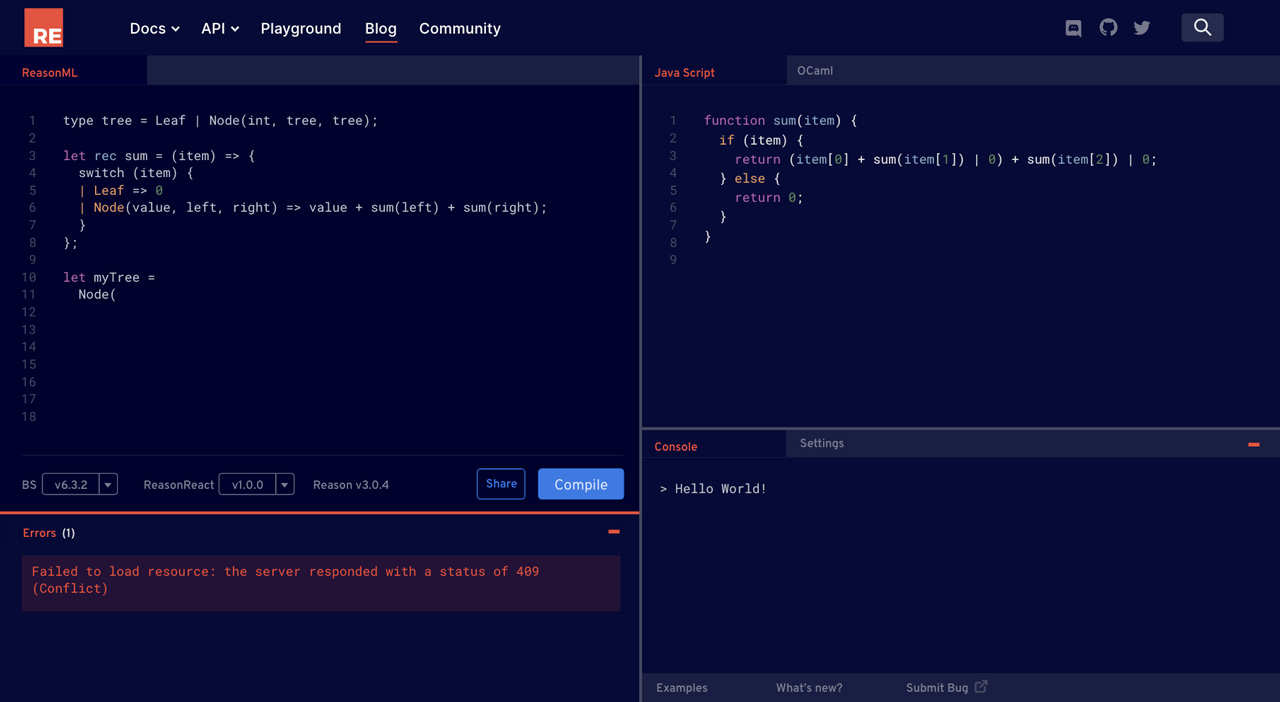 RE
Docs API Playground Blog Community
ReasonML
1 type tree = Leaf | Node(int, tree, tree);
2
3 let rec sum = (item) => {
4 switch (item) {
5 | Leaf => 0
6 | Node(value, left, right) => value + sum(left) + sum(right);
7 }
8 };
9
10 let myTree =
11 Node(
12
13
14
15
16
17
18
BS v6.3.2 ReasonReact v1.0.0 Reason v3.0.4 Share Compile
Errors (1)
Failed to load resource: the server responded with a status of 409
(Conflict)
Java Script OCaml
1 function sum(item) {
2 if (item) {
3 return (item[0] + sum(item[1]) | 0) + sum(item[2]) | 0;
4 } else {
5 return 0;
6 }
7 }
8
9
Console Settings
> Hello World!
Examples What's new? Submit Bug